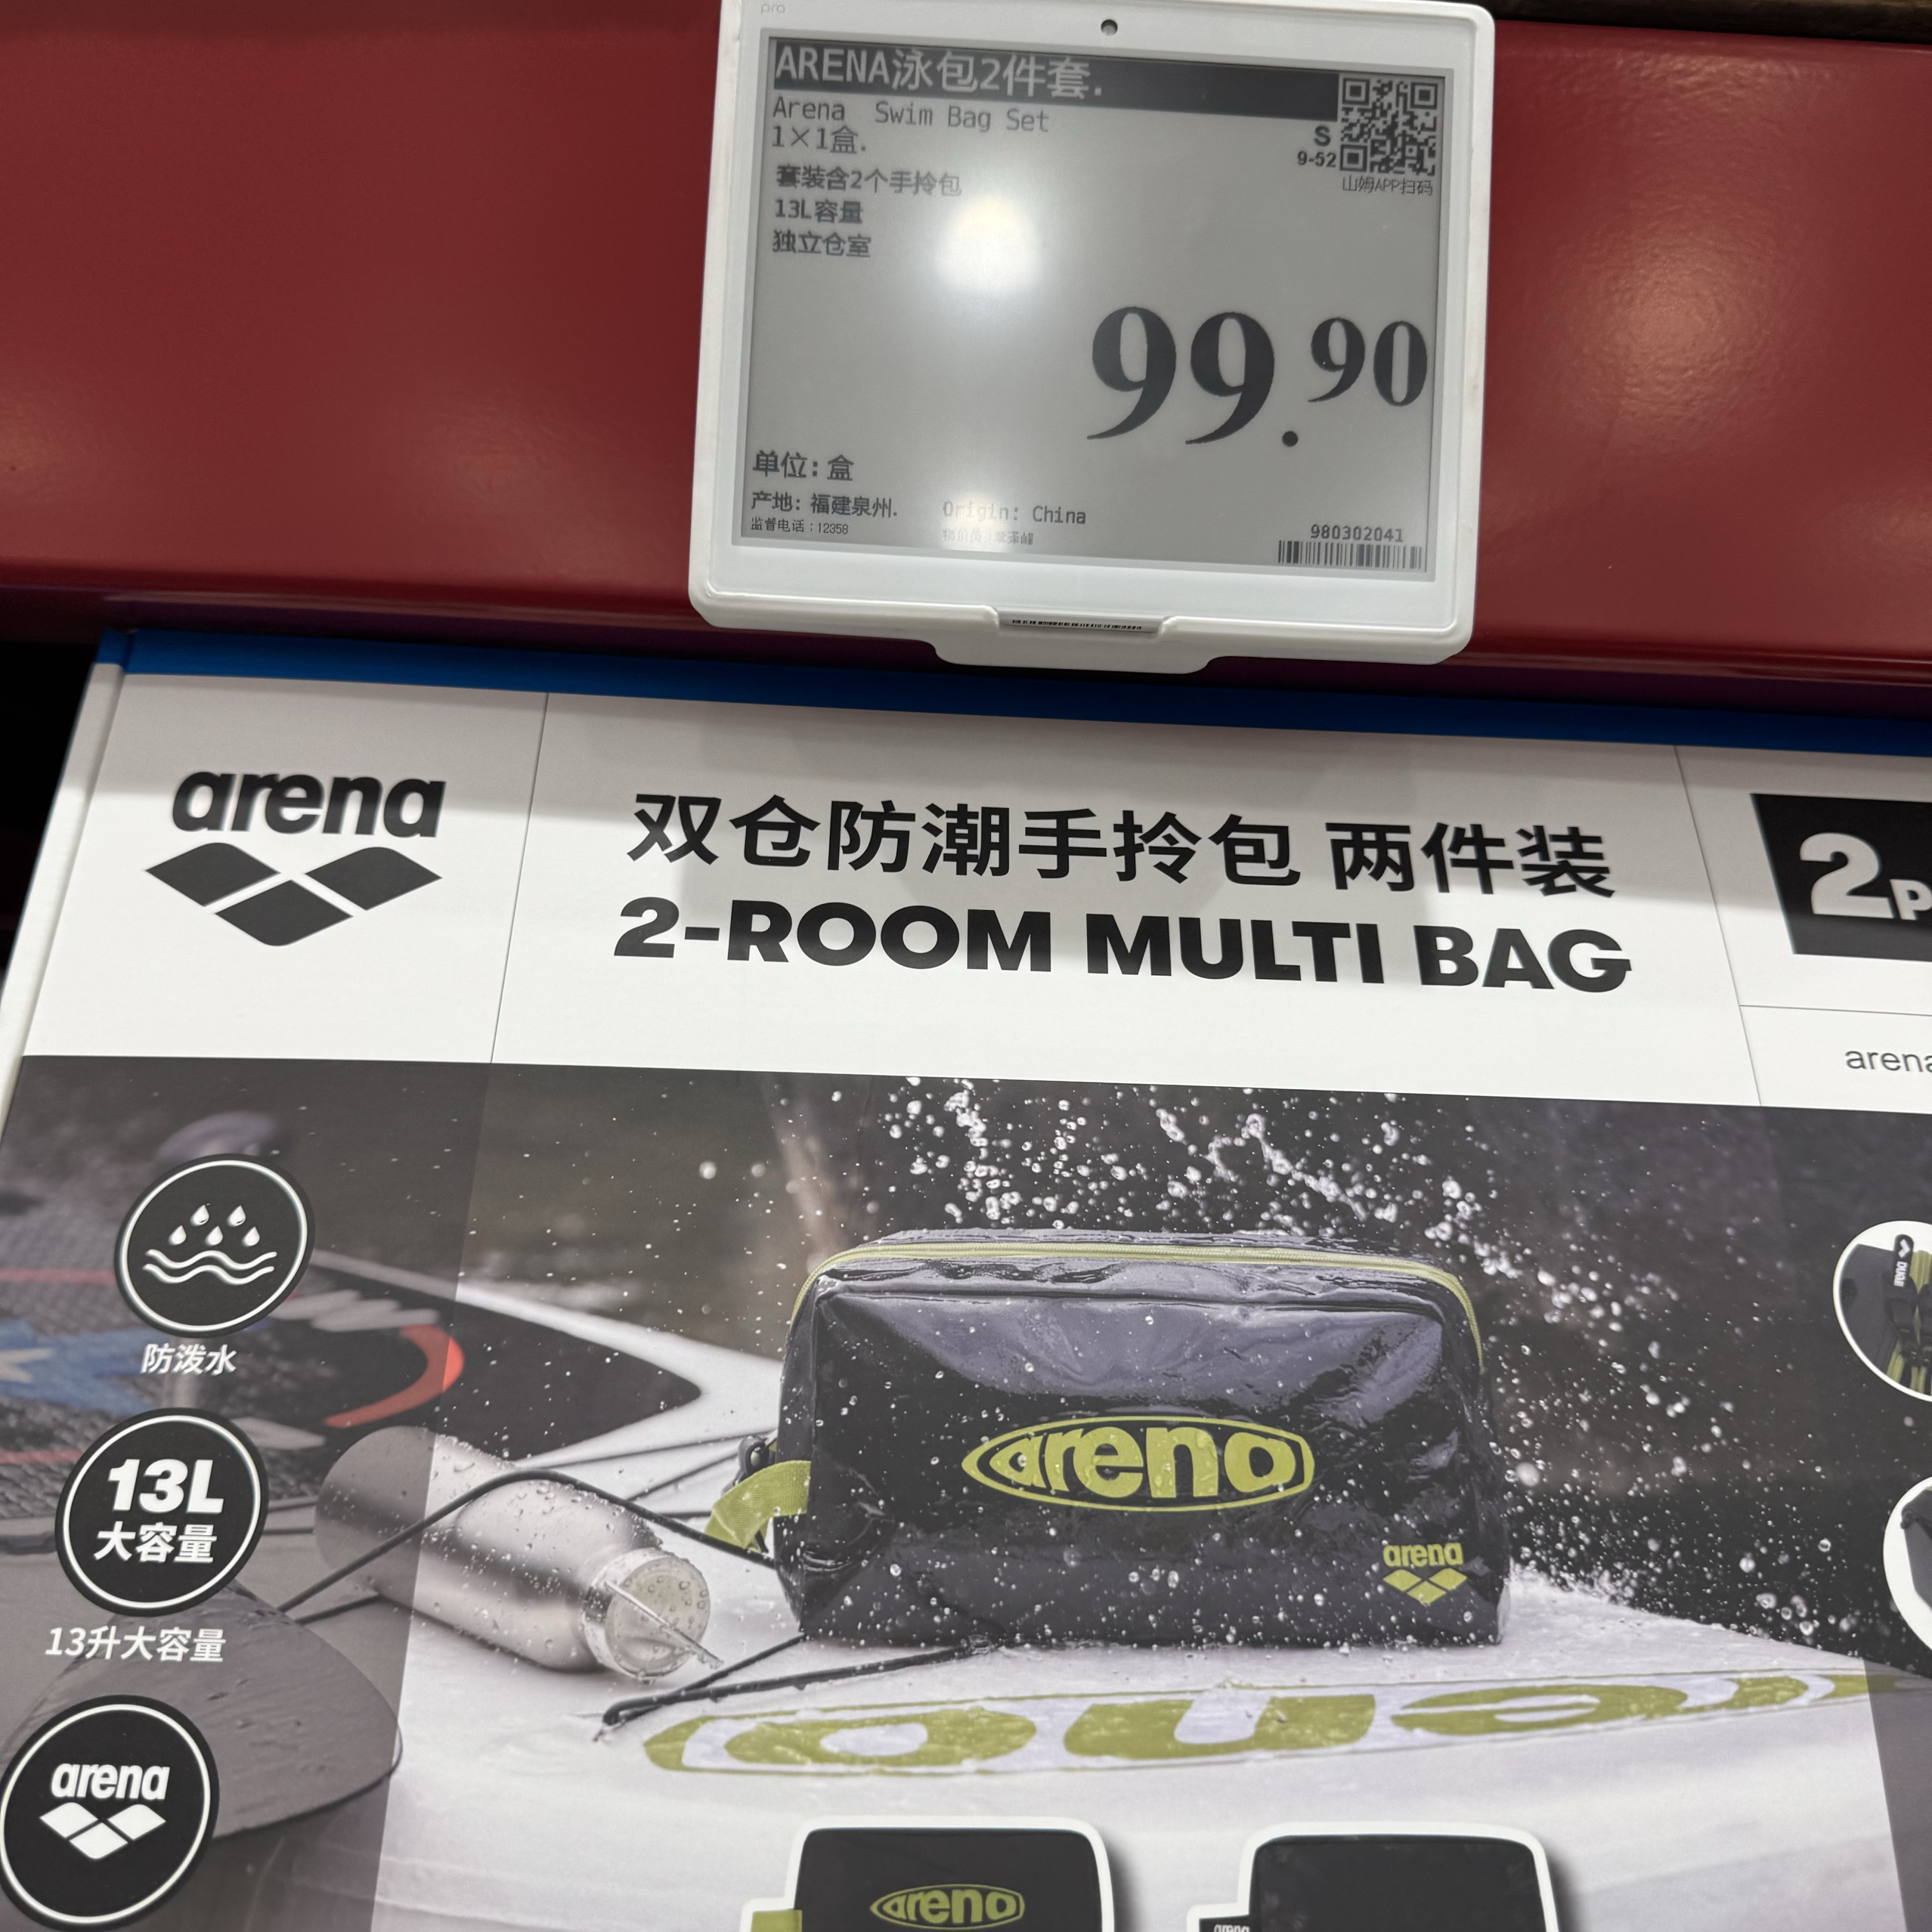 pro
ARENA泳包2件套.
Arena Swim Bag Set
1×1盒.
套装含2个手拎包
13L容量
独立仓室
S
9-52
山姆APP扫码
99.90
单位:盒
产地: 福建泉州. Origin: China
监督电话:12358
980302041
arena
双仓防潮手拎包 两件装
2-ROOM MULTI BAG
2P
arena
防泼水
13L
大容量
13升大容量
arena
arena
arena
arena
arena
arena